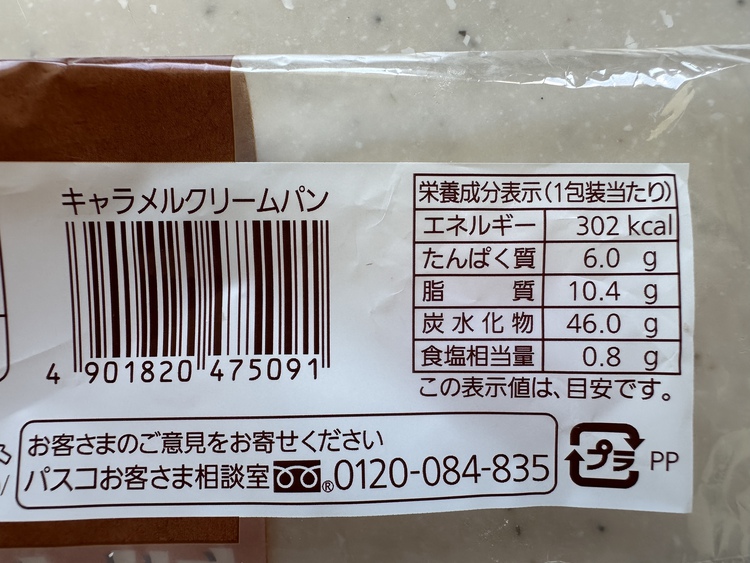 キャラメルクリームパン
4 901820 475091
栄養成分表示(1包装当たり)
エネルギー 302 kcal
たんぱく質 6.0 g
脂質 10.4 g
炭水化物 46.0 g
食塩相当量 0.8 g
この表示値は、目安です。
お客さまのご意見をお寄せください
パスコお客さま相談室 ® 0120-084-835
プラ PP